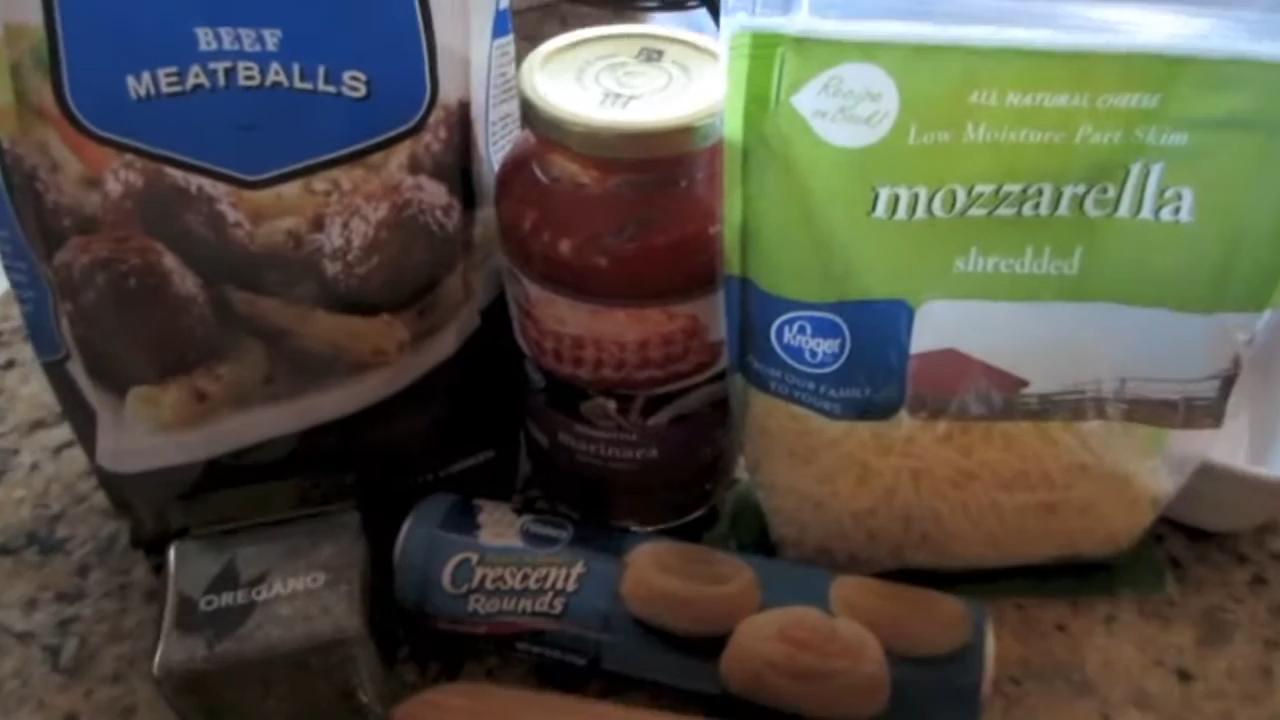 BEEF
MEATBALLS
Recipe
on Back!
ALL NATURAL CHEESE
Low Moisture Part Skim
mozzarella
shredded
Kroger
FROM OUR FAMILY
TO YOURS
Marinara
Pillsbury
Crescent
Rounds
OREGANO